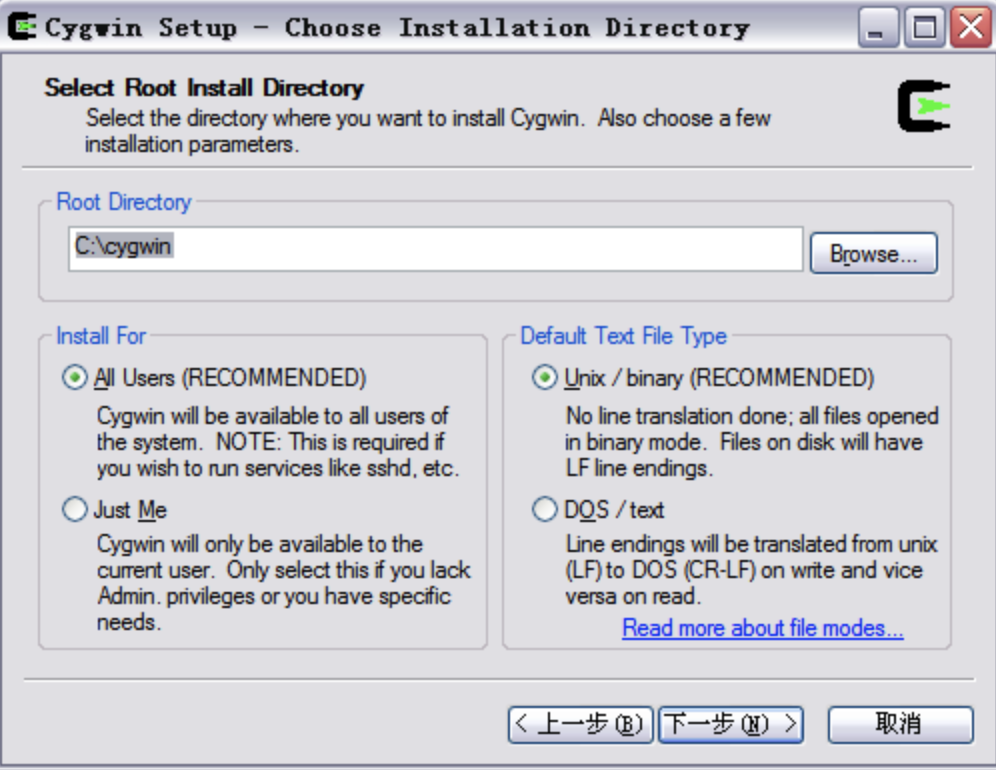 Cygwin Setup - Choose Installation Directory
Select Root Install Directory
Select the directory where you want to install Cygwin.  Also choose a few
installation parameters.
Root Directory
C:\cygwin
Browse...
Install For
All Users (RECOMMENDED)
Cygwin will be available to all users of
the system.  NOTE: This is required if
you wish to run services like sshd, etc.
Just Me
Cygwin will only be available to the
current user.  Only select this if you lack
Admin. privileges or you have specific
needs.
Default Text File Type
Unix / binary (RECOMMENDED)
No line translation done; all files opened
in binary mode.  Files on disk will have
LF line endings.
DOS / text
Line endings will be translated from unix
(LF) to DOS (CR-LF) on write and vice
versa on read.
Read more about file modes...
< 上一步(B)
下一步(N) >
取消